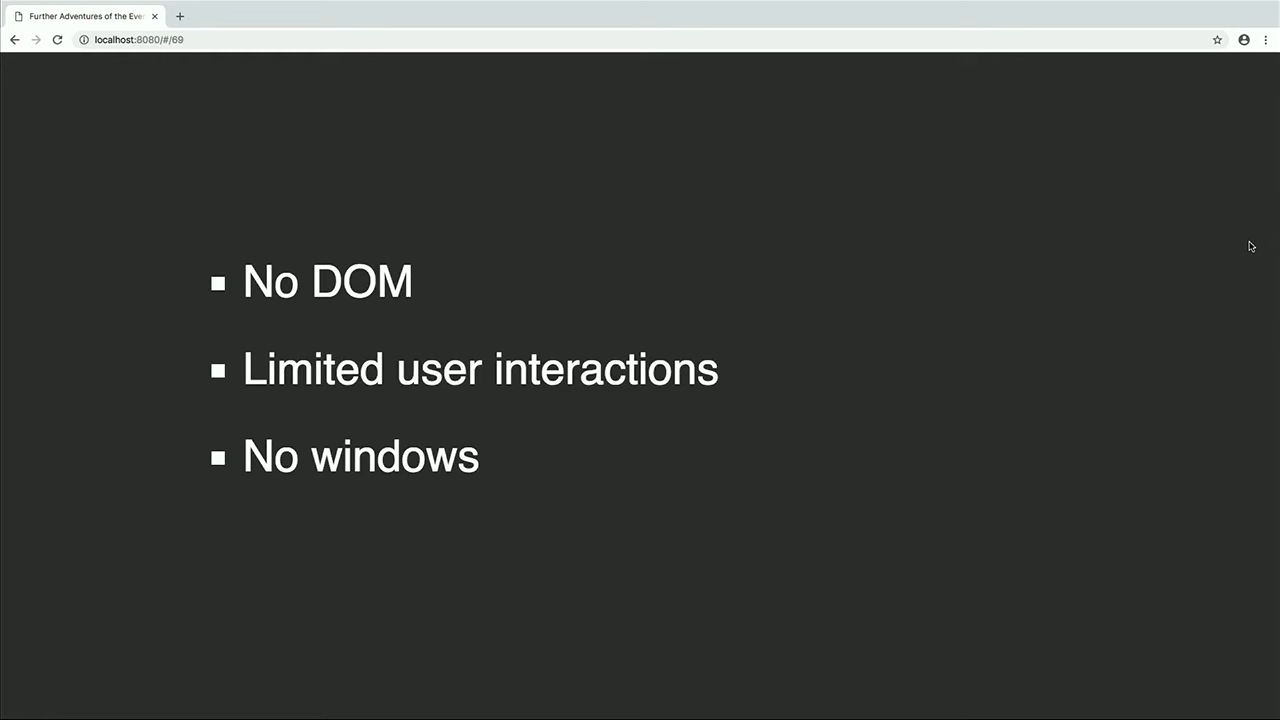 Further Adventures of the Eve
localhost:8080/#/69
No DOM
Limited user interactions
No windows